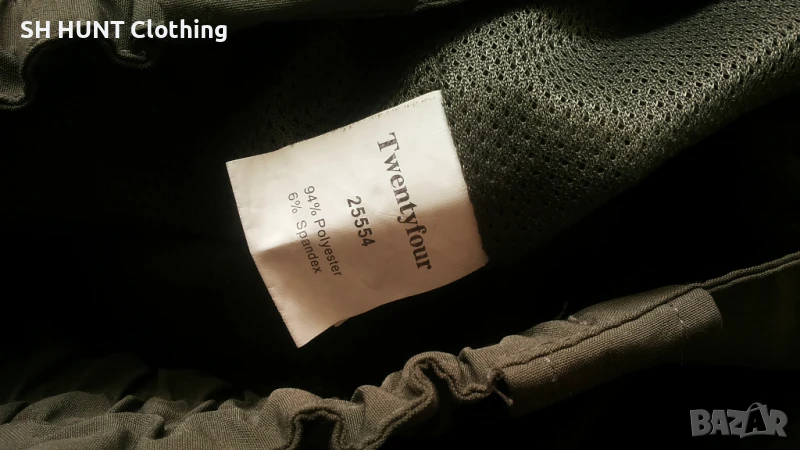 SH HUNT Clothing
Twentyfour
25554
94% Polyester
6% Spandex
BAZAR